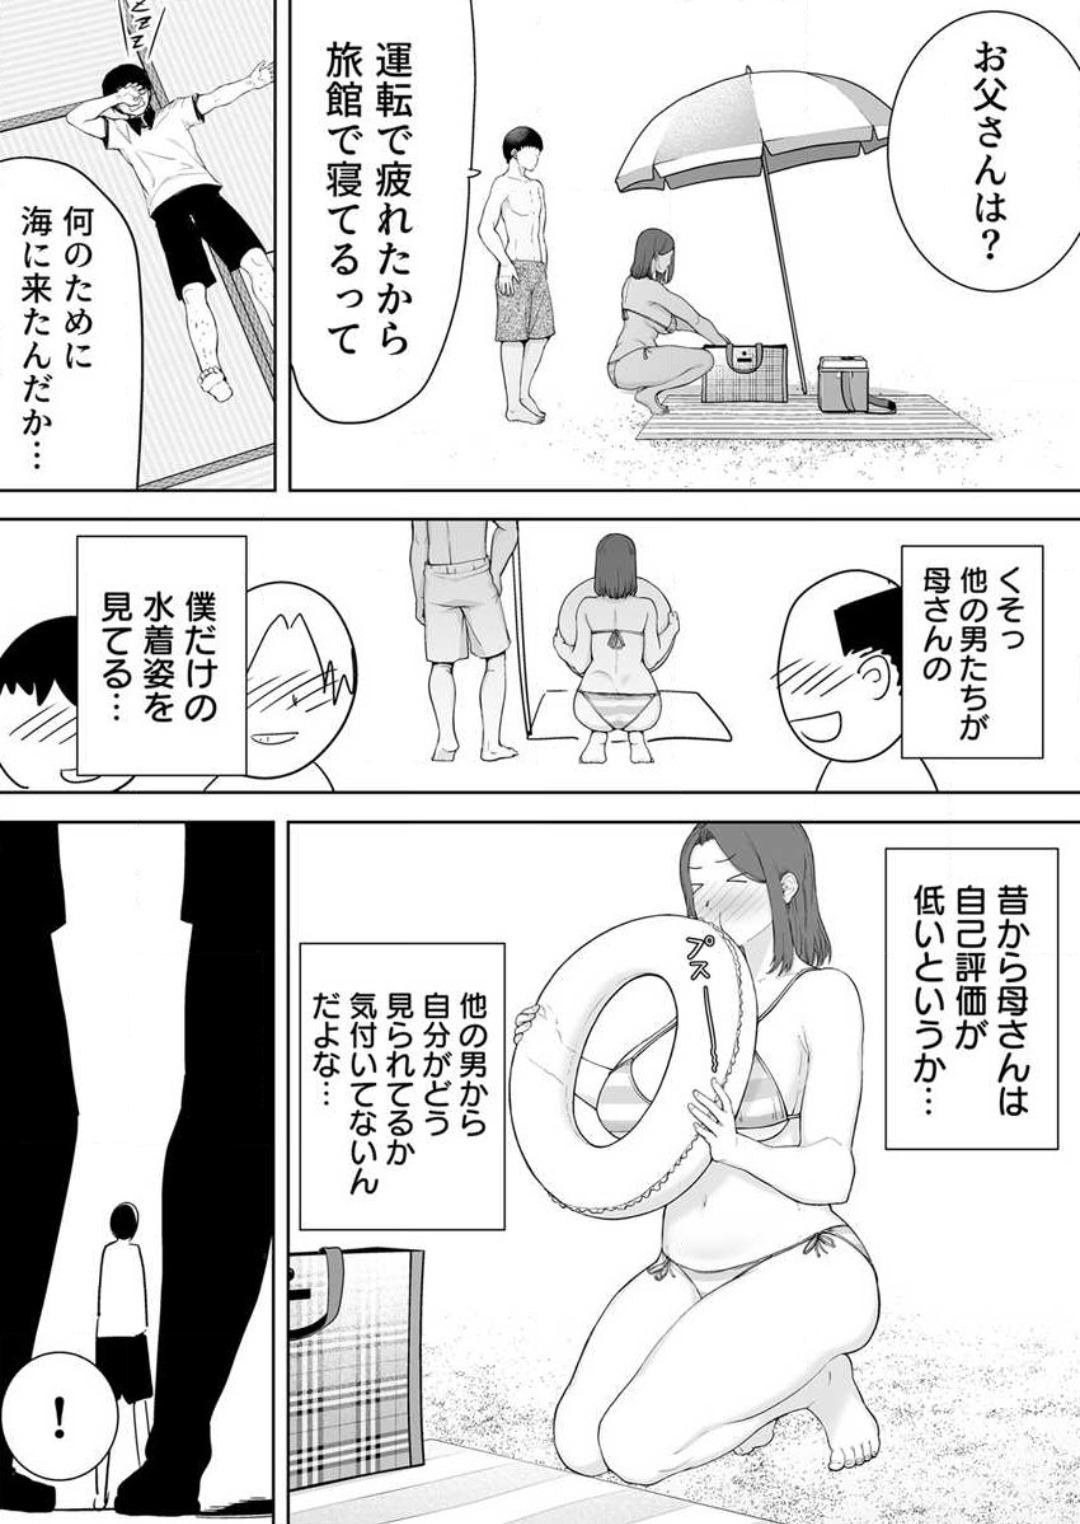 お父さんは?
運転で疲れたから
旅館で寝てるって
ZZZ
何のために
海に来たんだか…
くそっ
他の男たちが
母さんの
僕だけの
水着姿を
見てる…
昔から母さんは
自己評価が
低いというか…
プスーー
他の男から
自分がどう
見られてるか
気付いてないん
だよな…
!